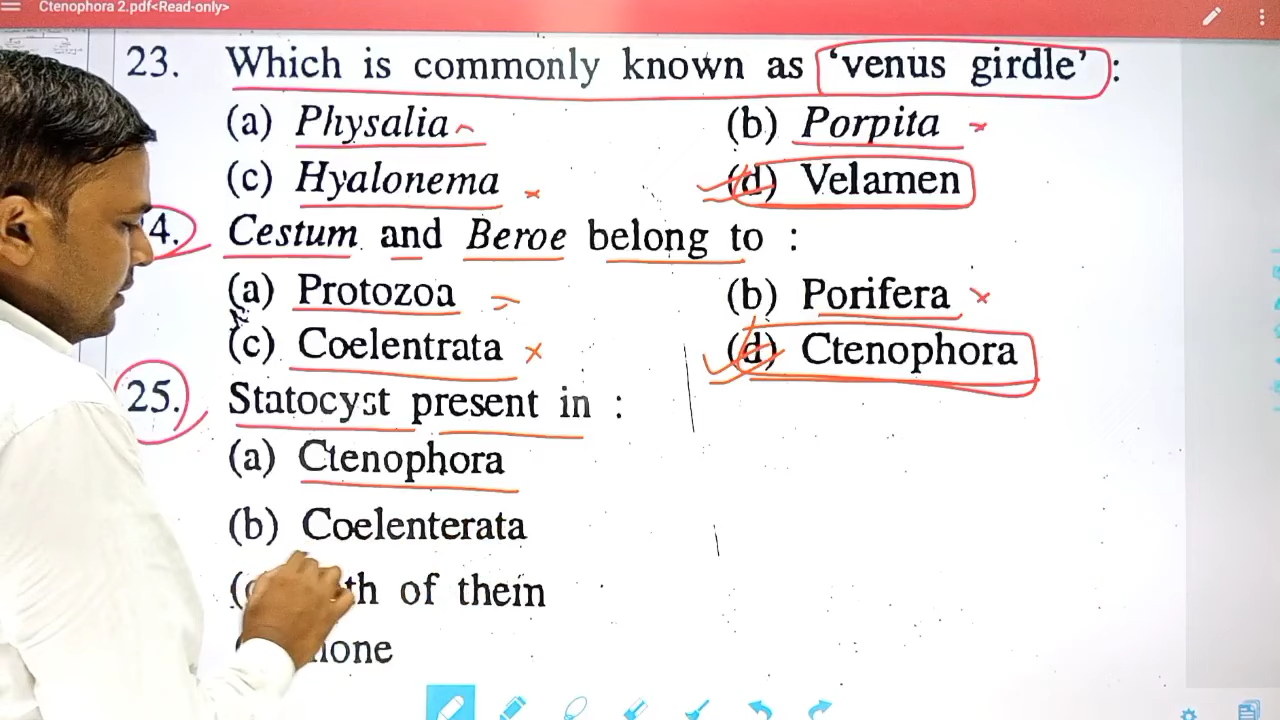 Ctenophora 2.pdf<Read-only>
23. Which is commonly known as ‘venus girdle’ :
(a) Physalia (b) Porpita
(c) Hyalonema (d) Velamen
4. Cestum and Beroe belong to :
(a) Protozoa (b) Porifera
(c) Coelentrata (d) Ctenophora
25. Statocyst present in :
(a) Ctenophora
(b) Coelenterata
th of them
none